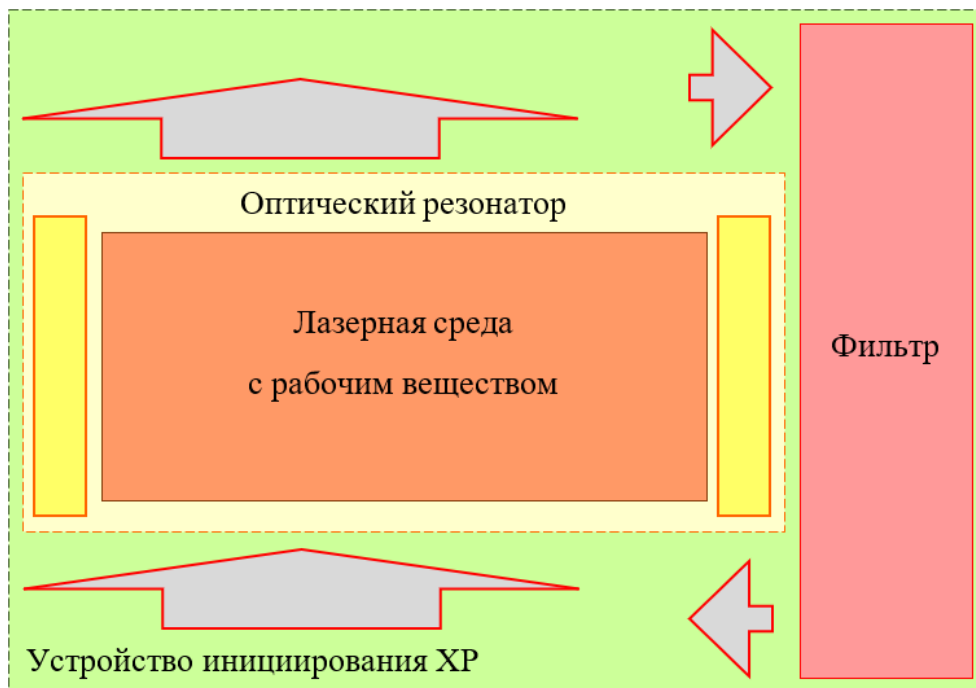 Оптический резонатор
Лазерная среда
с рабочим веществом
Фильтр
Устройство инициирования ХР